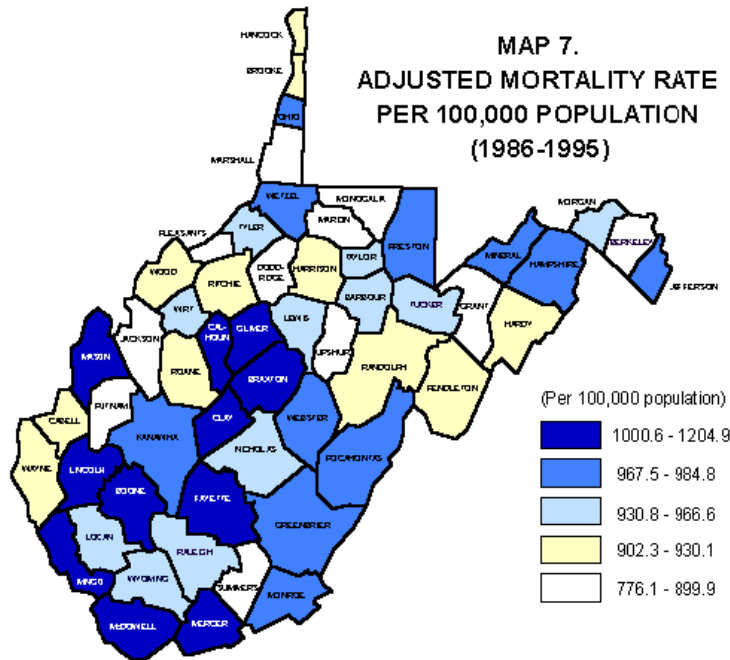 MAP 7.
ADJUSTED MORTALITY RATE
PER 100,000 POPULATION
(1986-1995)
HANCOCK
BROOKE
OHIO
MARSHALL
WETZEL
MONOGALIA
MARION
MORGAN
BERKELEY
JEFFERSON
PLEASANTS
TYLER
PRESTON
MINERAL
HAMPSHIRE
WOOD
RITCHIE
DODD-
RIDGE
HARRISON
TAYLOR
BARBOUR
TUCKER
GRANT
HARDY
WIRT
JACKSON
CAL-
HOUN
GILMER
LEWIS
UPSHUR
RANDOLPH
PENDLETON
MASON
ROANE
BRAXTON
CABELL
PUTNAM
CLAY
WEBSTER
KANAWHA
NICHOLAS
POCAHONTAS
WAYNE
LINCOLN
BOONE
FAYETTE
GREENBRIER
LOGAN
RALEIGH
MINGO
WYOMING
SUMMERS
MONROE
McDOWELL
MERCER
(Per 100,000 population)
1000.6 - 1204.9
967.5 - 984.8
930.8 - 966.6
902.3 - 930.1
776.1 - 899.9